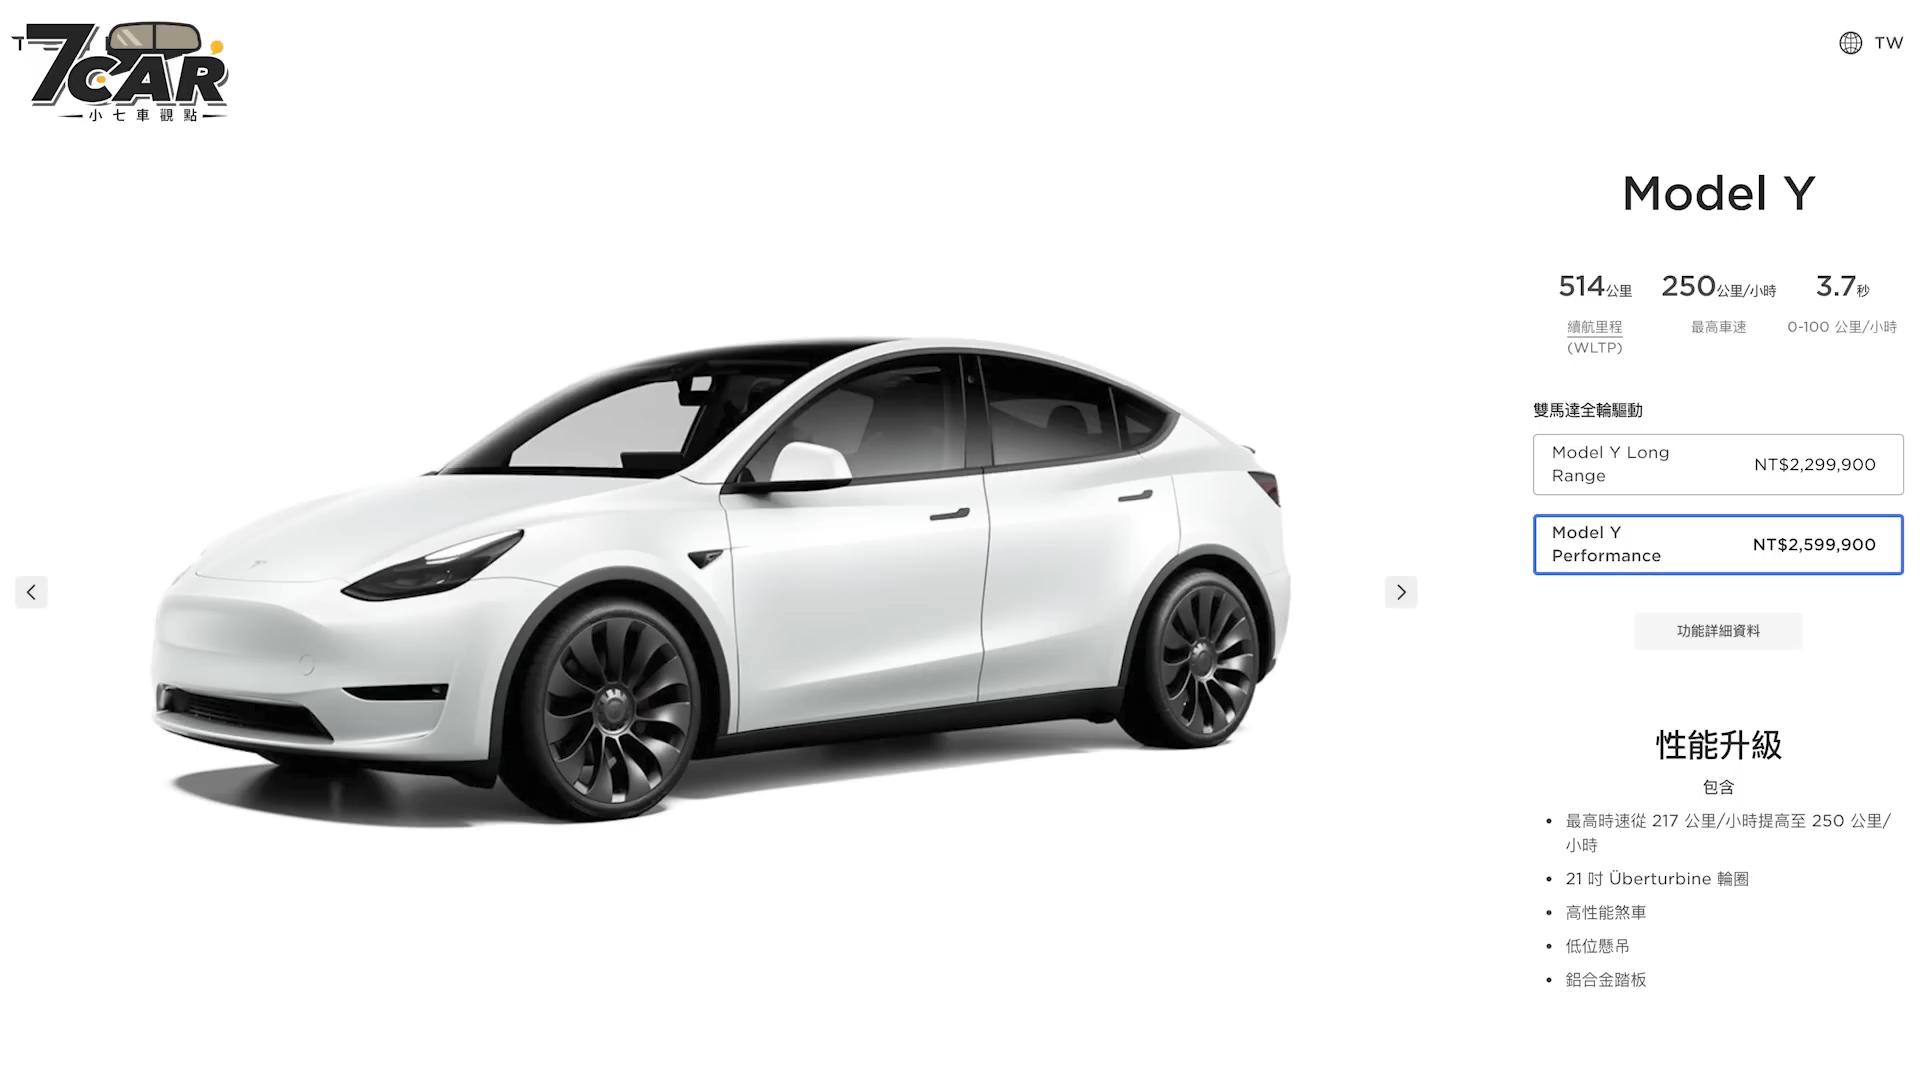 7CAR
小七車觀點
TW
Model Y
514公里 250公里/小時 3.7秒
續航里程 最高車速 0-100 公里/小時
(WLTP)
雙馬達全輪驅動
Model Y Long
Range
NT$2,299,900
Model Y
Performance
NT$2,599,900
功能詳細資料
性能升級
包含
• 最高時速從 217 公里/小時提高至 250 公里/
小時
• 21 吋 Überturbine 輪圈
• 高性能煞車
• 低位懸吊
• 鋁合金踏板